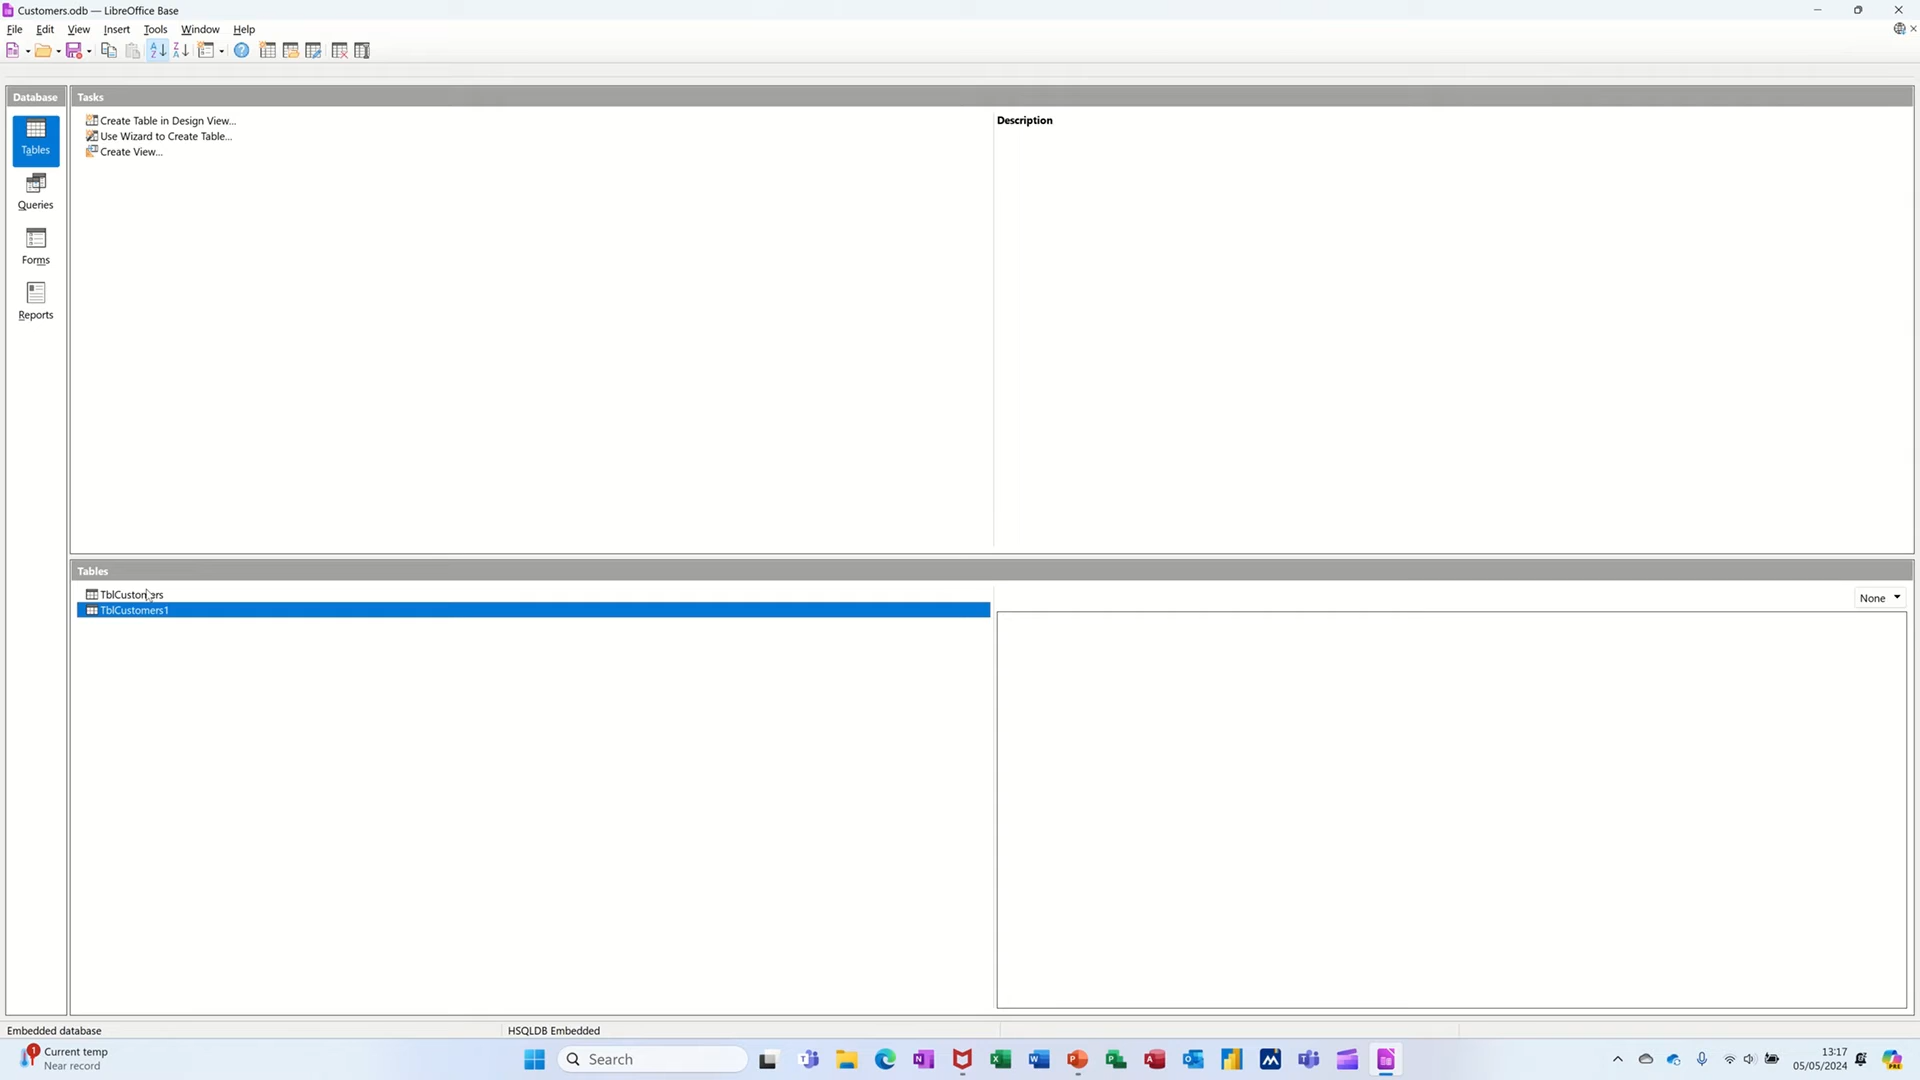 Customers.odb — LibreOffice Base
File Edit View Insert Tools Window Help
Database
Tables
Queries
Forms
Reports
Tasks
Create Table in Design View...
Use Wizard to Create Table...
Create View...
Description
Tables
TblCustomers
TblCustomers1
None
Embedded database
HSQLDB Embedded
1
Current temp
Near record
Search
13:17
05/05/2024